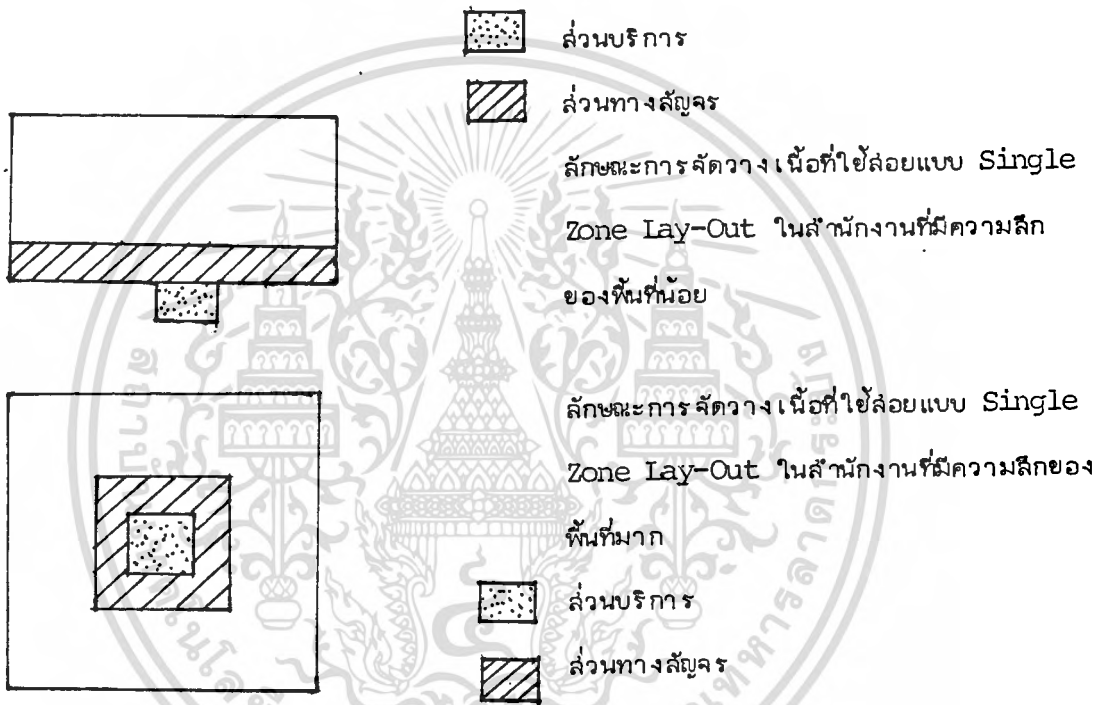 ส่วนบริการ
ส่วนทางสัญจร
ลักษณะการจัดวางเนื้อที่ใช้สอยแบบ Single
Zone Lay-Out ในสำนักงานที่มีความลึก
ของพื้นที่น้อย
ลักษณะการจัดวางเนื้อที่ใช้สอยแบบ Single
Zone Lay-Out ในสำนักงานที่มีความลึกของ
พื้นที่มาก
ส่วนบริการ
ส่วนทางสัญจร